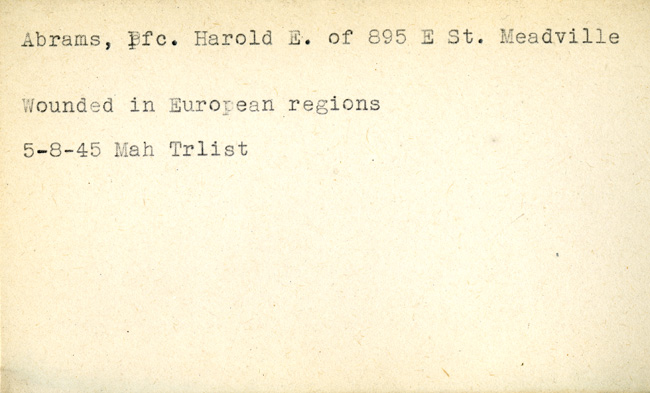 Abrams, Pfc. Harold E. of 895 E St. Meadville
Wounded in European regions
5-8-45 Mah Trlist